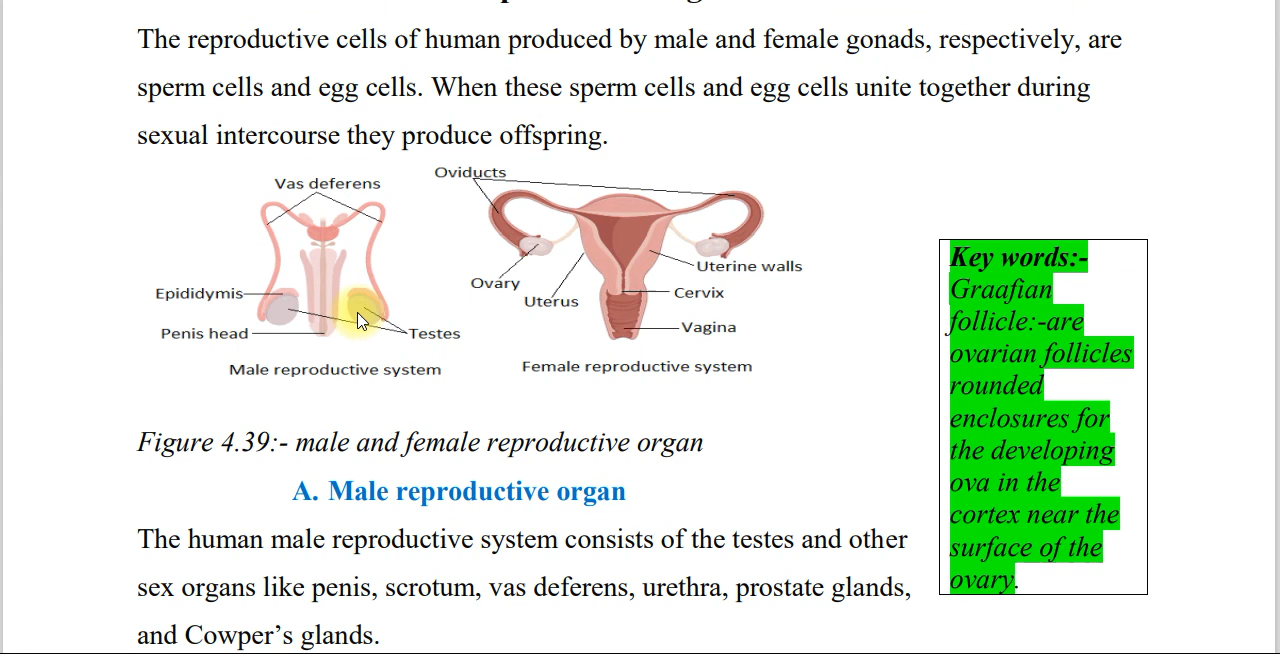 The reproductive cells of human produced by male and female gonads, respectively, are
sperm cells and egg cells. When these sperm cells and egg cells unite together during
sexual intercourse they produce offspring.
Vas deferens
Epididymis
Penis head
Testes
Male reproductive system
Oviducts
Ovary
Uterus
Uterine walls
Cervix
Vagina
Female reproductive system
Figure 4.39:- male and female reproductive organ
A. Male reproductive organ
The human male reproductive system consists of the testes and other
sex organs like penis, scrotum, vas deferens, urethra, prostate glands,
and Cowper’s glands.
Key words:-
Graafian
follicle:-are
ovarian follicles
rounded
enclosures for
the developing
ova in the
cortex near the
surface of the
ovary.